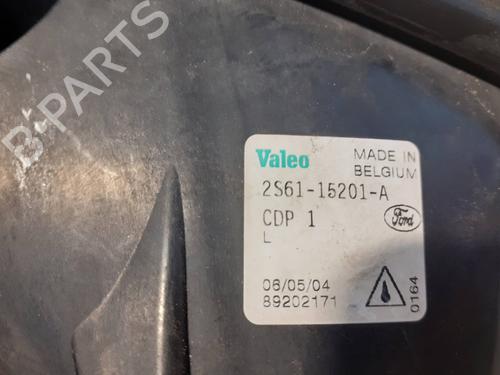 B-PARTS
Valeo
MADE IN
BELGIUM
2S61-15201-A
CDP 1
Ford
L
06/05/04
89202171
0164